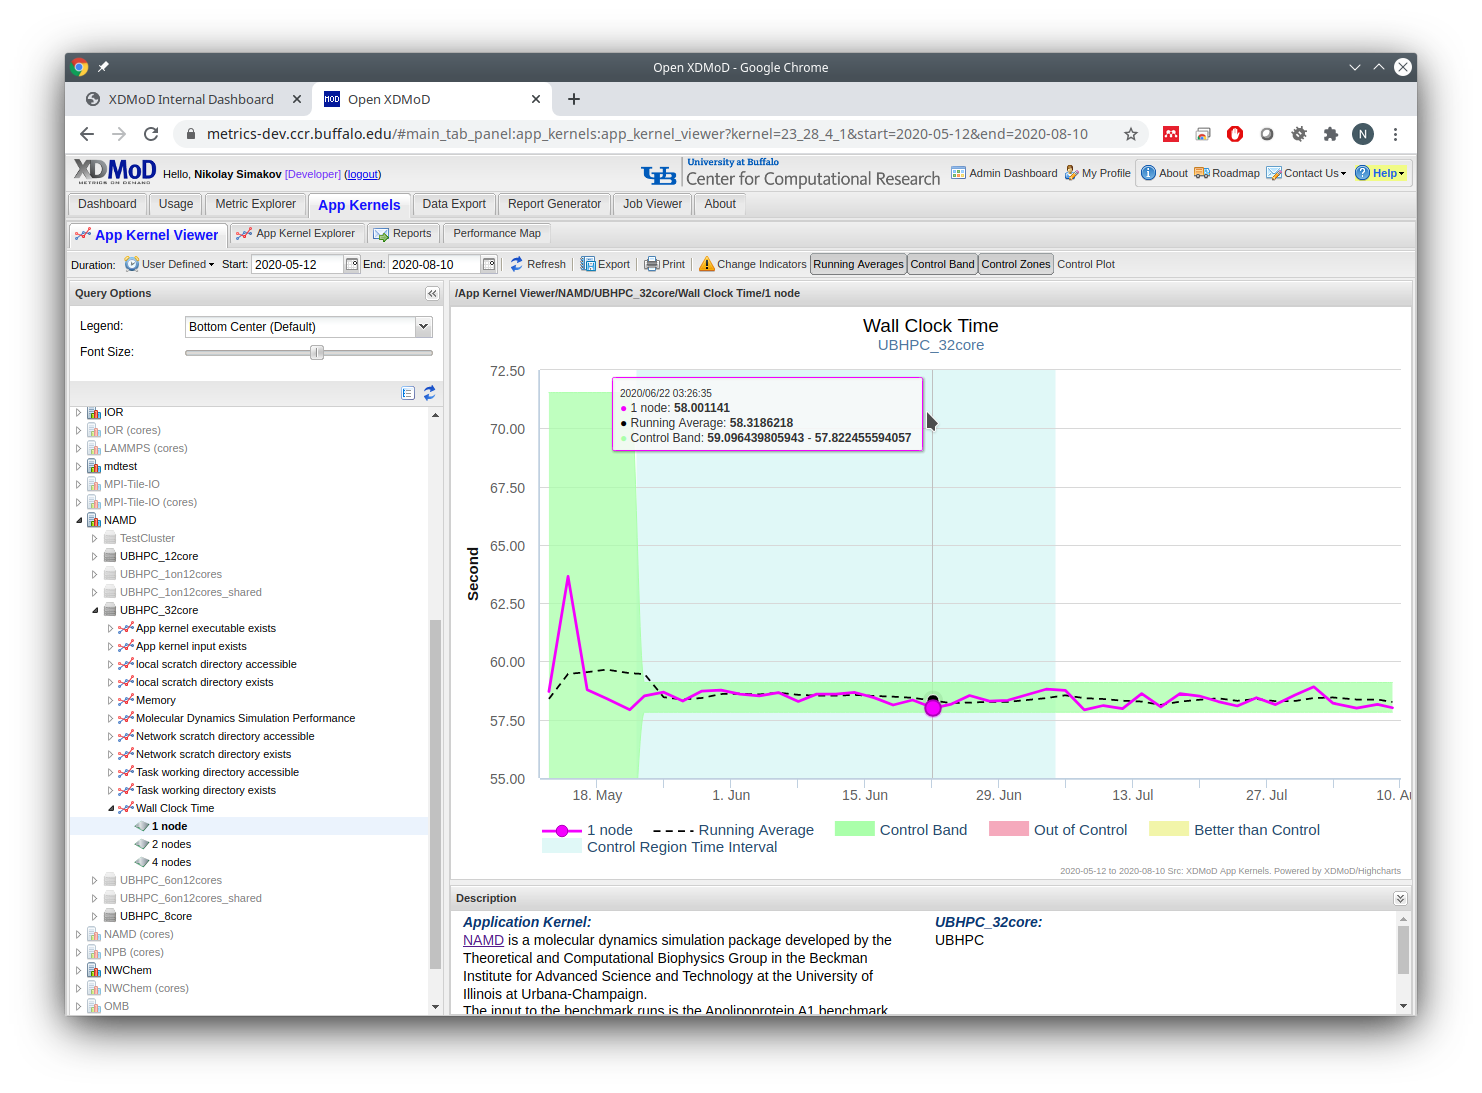 Open XDMoD - Google Chrome
XDMoD Internal Dashboard
MOD Open XDMoD
metrics-dev.ccr.buffalo.edu/#main_tab_panel:app_kernels:app_kernel_viewer?kernel=23_28_4_1&start=2020-05-12&end=2020-08-10
N
XDMoD
METRICS ON DEMAND
Hello, Nikolay Simakov [Developer] (logout)
UB
University at Buffalo
Center for Computational Research
Admin Dashboard My Profile About Roadmap Contact Us Help
Dashboard Usage Metric Explorer App Kernels Data Export Report Generator Job Viewer About
App Kernel Viewer App Kernel Explorer Reports Performance Map
Duration: User Defined Start: 2020-05-12 End: 2020-08-10 Refresh Export Print Change Indicators Running Averages Control Band Control Zones Control Plot
Query Options
Legend: Bottom Center (Default)
Font Size:
IOR
IOR (cores)
LAMMPS (cores)
mdtest
MPI-Tile-IO
MPI-Tile-IO (cores)
NAMD
TestCluster
UBHPC_12core
UBHPC_1on12cores
UBHPC_1on12cores_shared
UBHPC_32core
App kernel executable exists
App kernel input exists
local scratch directory accessible
local scratch directory exists
Memory
Molecular Dynamics Simulation Performance
Network scratch directory accessible
Network scratch directory exists
Task working directory accessible
Task working directory exists
Wall Clock Time
1 node
2 nodes
4 nodes
UBHPC_6on12cores
UBHPC_6on12cores_shared
UBHPC_8core
NAMD (cores)
NPB (cores)
NWChem
NWChem (cores)
OMB
/App Kernel Viewer/NAMD/UBHPC_32core/Wall Clock Time/1 node
Wall Clock Time
UBHPC_32core
Second
72.50
70.00
67.50
65.00
62.50
60.00
57.50
55.00
2020/06/22 03:26:35
1 node: 58.001141
Running Average: 58.3186218
Control Band: 59.096439805943 - 57.822455594057
18. May 1. Jun 15. Jun 29. Jun 13. Jul 27. Jul 10. Au
1 node Running Average Control Band Out of Control Better than Control
Control Region Time Interval
2020-05-12 to 2020-08-10 Src: XDMoD App Kernels. Powered by XDMoD/Highcharts
Description
Application Kernel:
NAMD is a molecular dynamics simulation package developed by the
Theoretical and Computational Biophysics Group in the Beckman
Institute for Advanced Science and Technology at the University of
Illinois at Urbana-Champaign.
The input to the benchmark runs is the Apolipoprotein A1 benchmark
UBHPC_32core:
UBHPC